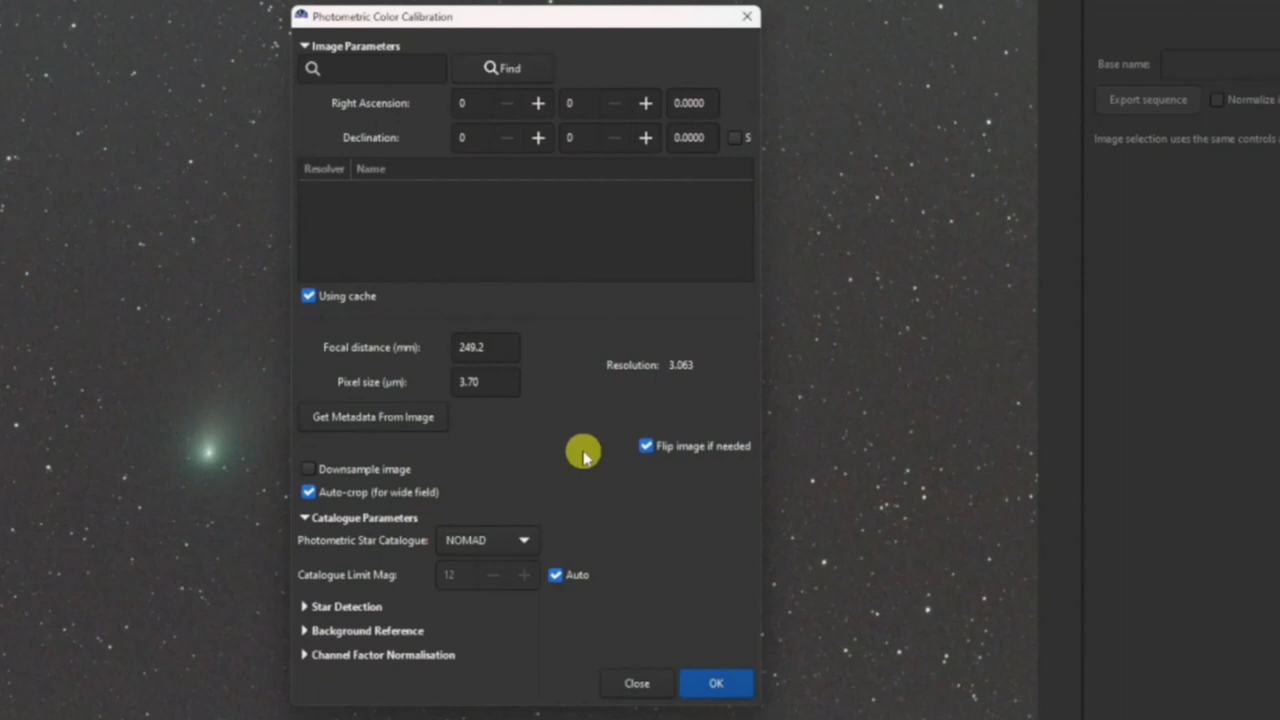 Photometric Color Calibration
Image Parameters
Find
Right Ascension: 0 0 0.0000
Declination: 0 0 0.0000 S
Resolver Name
Using cache
Focal distance (mm): 249.2
Resolution: 3.063
Pixel size (µm): 3.70
Get Metadata From Image
Flip image if needed
Downsample image
Auto-crop (for wide field)
Catalogue Parameters
Photometric Star Catalogue: NOMAD
Catalogue Limit Mag: 12 Auto
Star Detection
Background Reference
Channel Factor Normalisation
Close OK
Base name:
Export sequence Normalize
Image selection uses the same controls